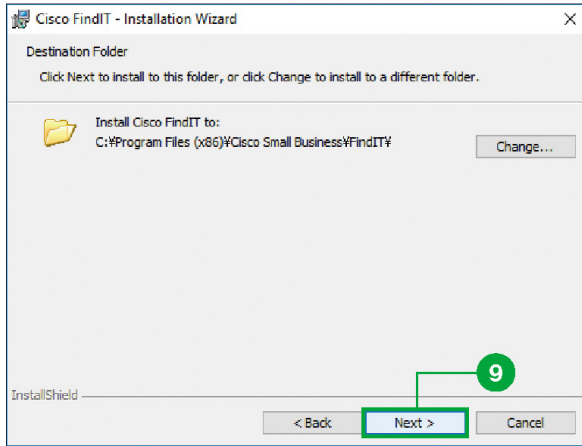 Cisco FindIT - Installation Wizard
Destination Folder
Click Next to install to this folder, or click Change to install to a different folder.
Install Cisco FindIT to:
C:¥Program Files (x86)¥Cisco Small Business¥FindIT¥
Change...
9
InstallShield
< Back Next > Cancel